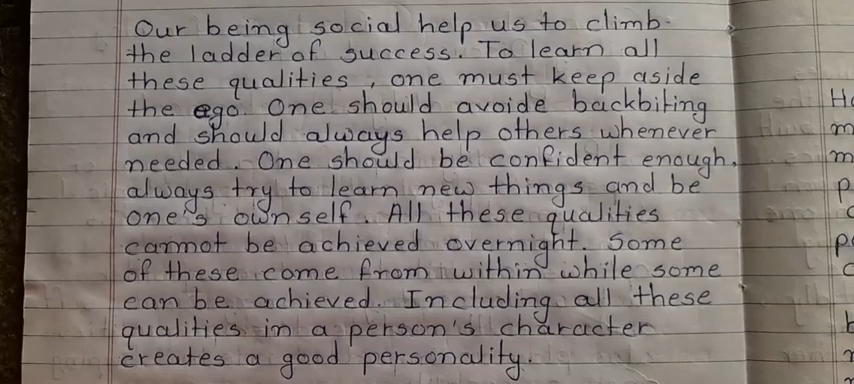 Our being social help us to climb
the ladder of success. To learn all
these qualities, one must keep aside
the ego. One should avoide backbiting
and should always help others whenever
needed. One should be confident enough,
always try to learn new things and be
one's ownself. All these qualities
cannot be achieved overnight. Some
of these come from within while some
can be achieved. Including all these
qualities in a person's character
creates a good personality.